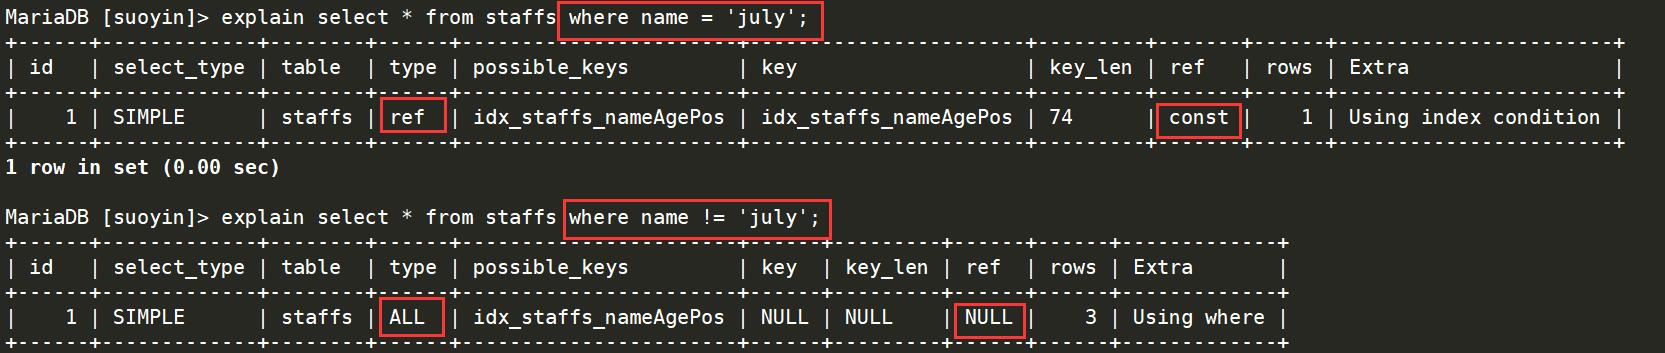 MariaDB [suoyin]> explain select * from staffs where name = 'july';
+------+-------------+--------+------+-----------------------+-----------------------+---------+-------+------+-----------------------+
| id   | select_type | table  | type | possible_keys         | key                   | key_len | ref   | rows | Extra                 |
+------+-------------+--------+------+-----------------------+-----------------------+---------+-------+------+-----------------------+
|    1 | SIMPLE      | staffs | ref  | idx_staffs_nameAgePos | idx_staffs_nameAgePos | 74      | const |    1 | Using index condition |
+------+-------------+--------+------+-----------------------+-----------------------+---------+-------+------+-----------------------+
1 row in set (0.00 sec)
MariaDB [suoyin]> explain select * from staffs where name != 'july';
+------+-------------+--------+------+-----------------------+------+---------+------+------+-------------+
| id   | select_type | table  | type | possible_keys         | key  | key_len | ref  | rows | Extra       |
+------+-------------+--------+------+-----------------------+------+---------+------+------+-------------+
|    1 | SIMPLE      | staffs | ALL  | idx_staffs_nameAgePos | NULL | NULL    | NULL |    3 | Using where |
+------+-------------+--------+------+-----------------------+------+---------+------+------+-------------+